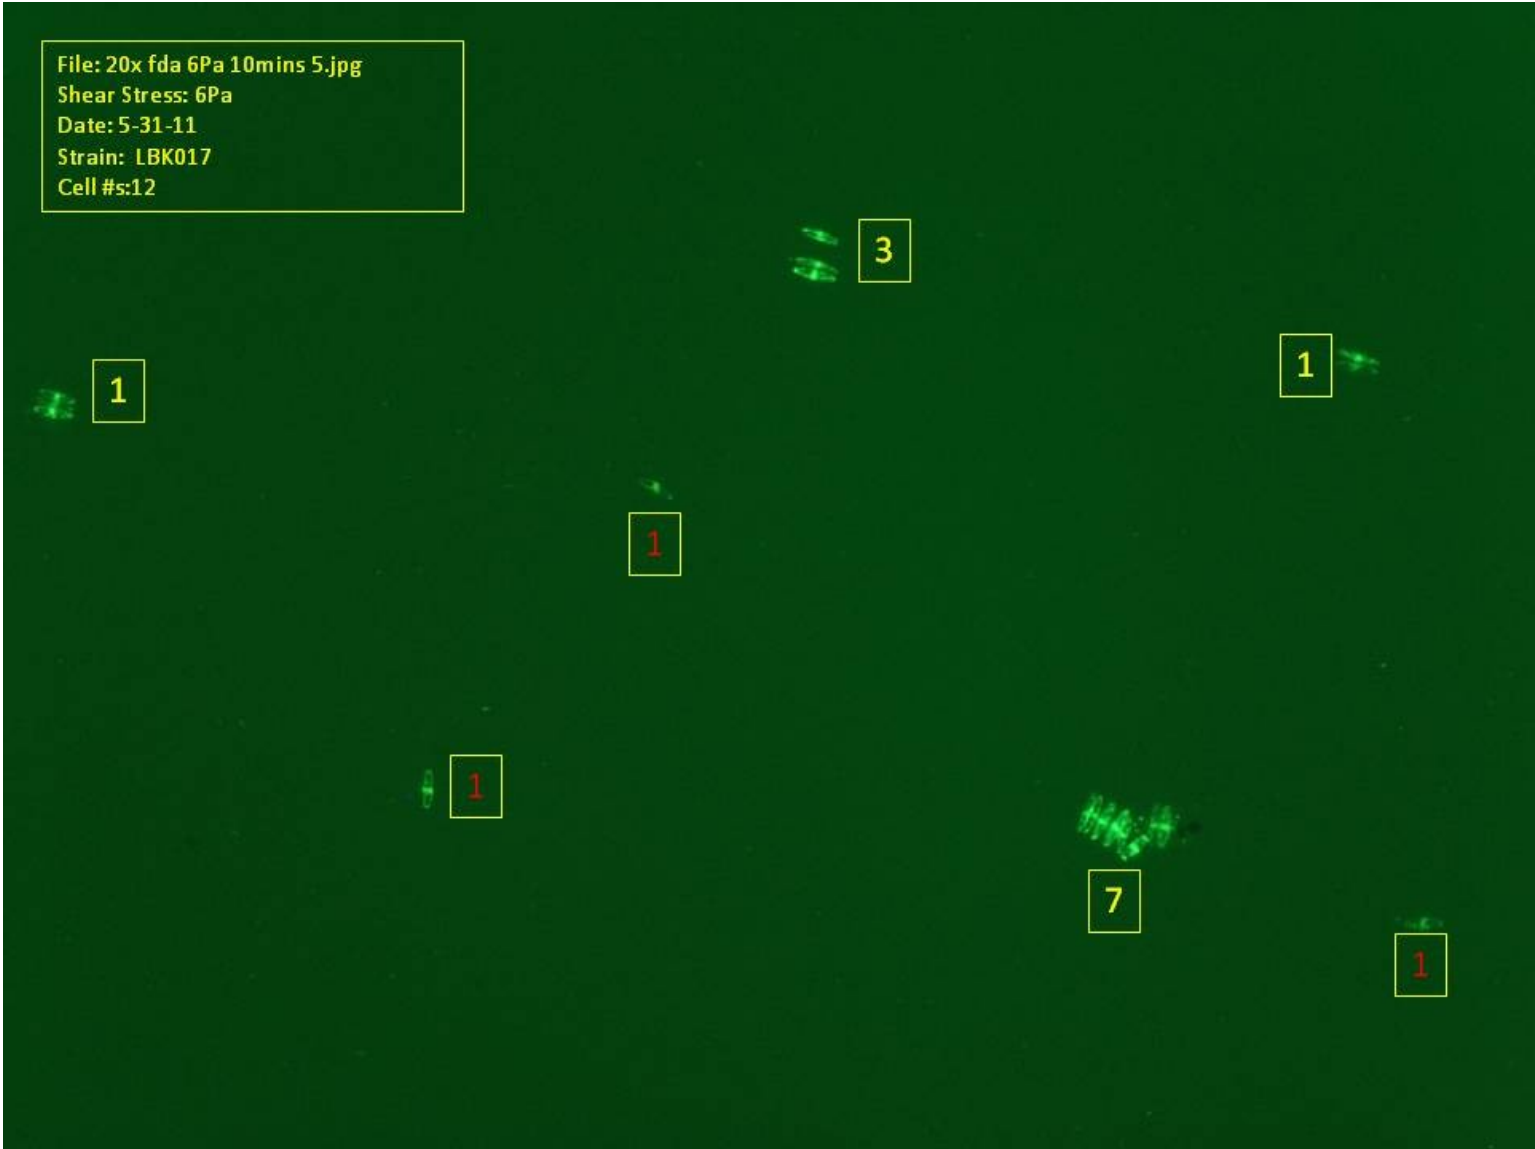 File: 20x fda 6Pa 10mins 5.jpg
Shear Stress: 6Pa
Date: 5-31-11
Strain:  LBK017
Cell #s:12
3
1
1
1
1
7
1